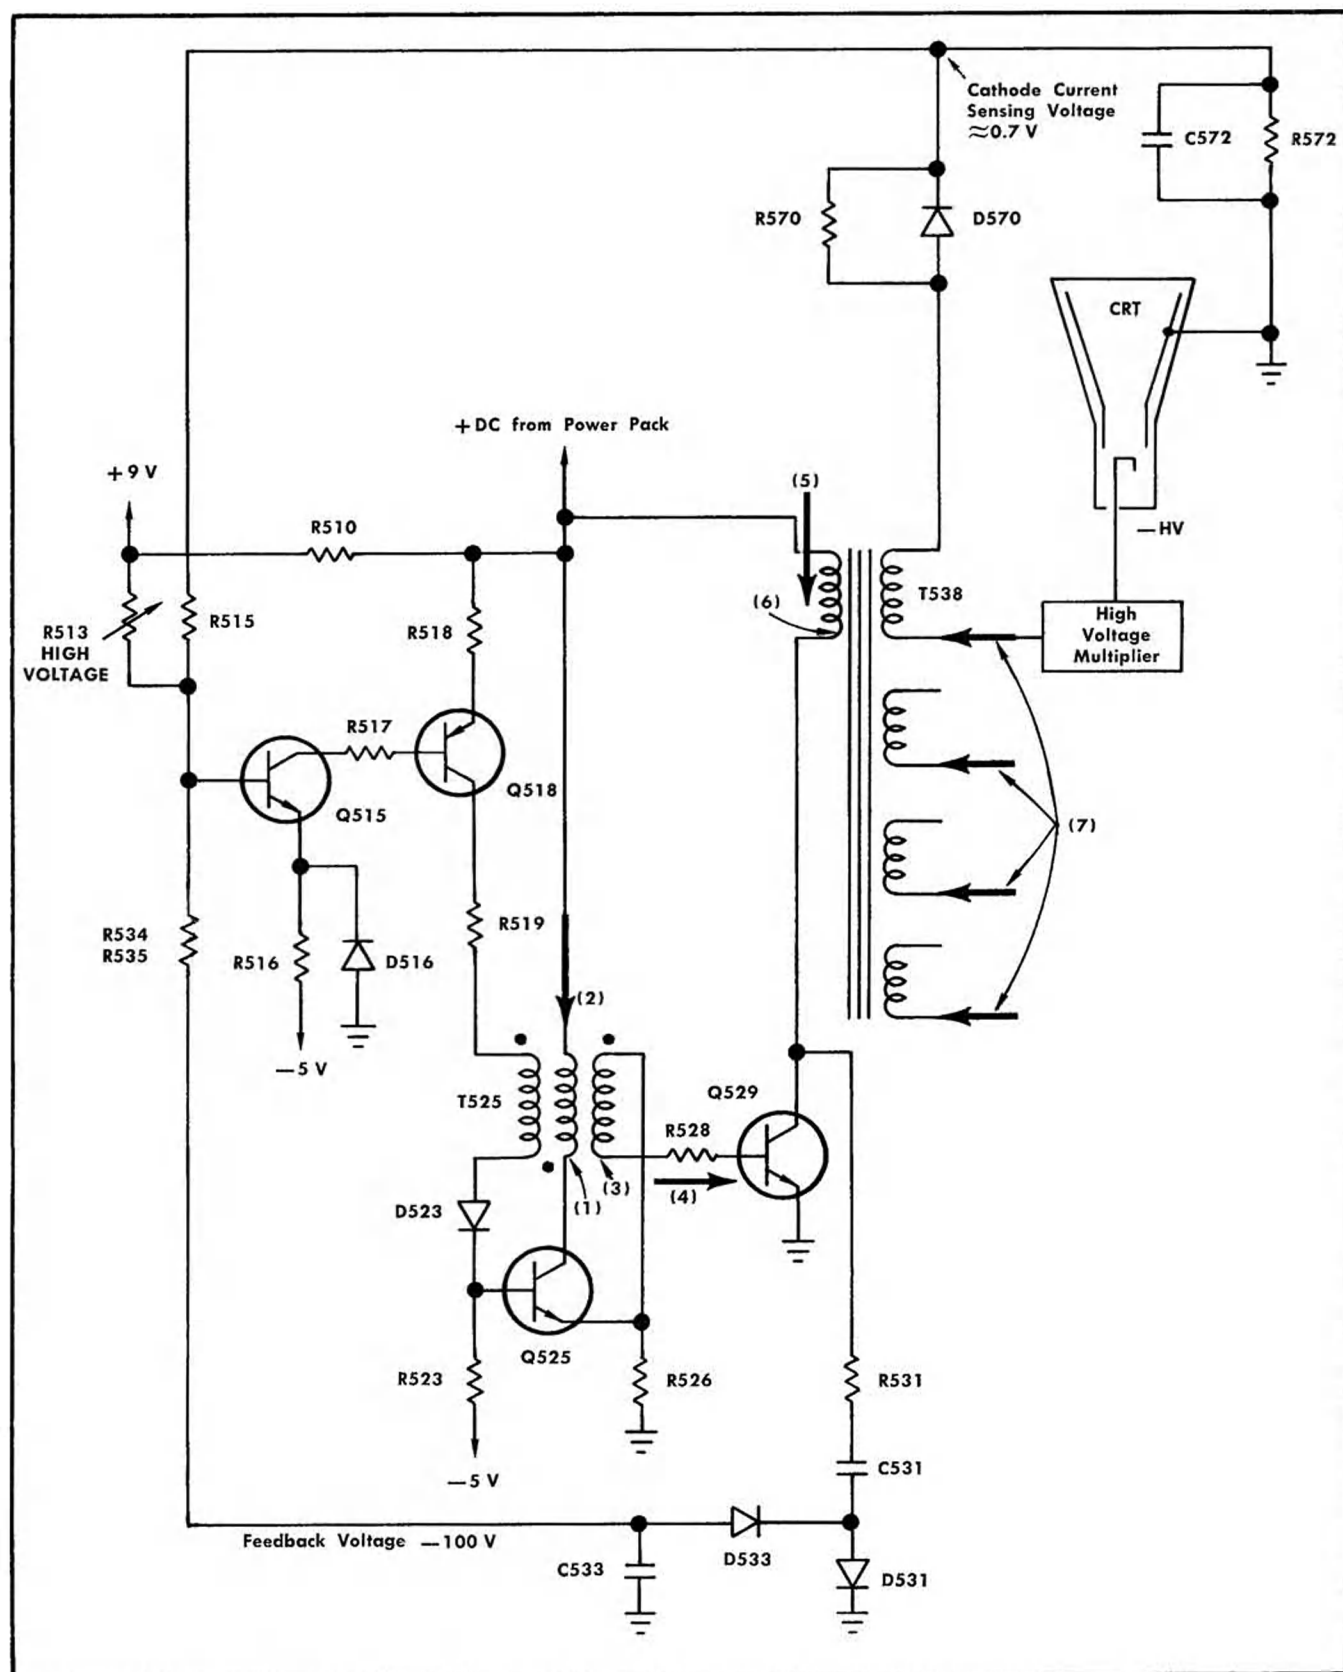 Cathode Current
Sensing Voltage
≈0.7 V
C572
R572
R570
D570
CRT
+DC from Power Pack
+9 V
(5)
—HV
R510
R513
HIGH
VOLTAGE
R515
R518
(6)
T538
High
Voltage
Multiplier
R517
Q518
Q515
(7)
R534
R535
R516
D516
R519
(2)
—5 V
T525
Q529
R528
(1)
(3)
(4)
D523
Q525
R523
R526
R531
—5 V
C531
Feedback Voltage —100 V
D533
C533
D531